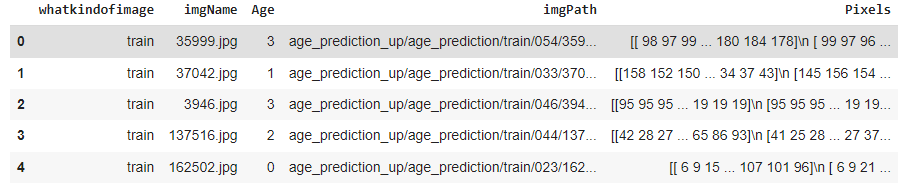 whatkindofimage imgName Age imgPath Pixels
0 train 35999.jpg 3 age_prediction_up/age_prediction/train/054/359... [[ 98 97 99 ... 180 184 178]\n [ 99 97 96 ...
1 train 37042.jpg 1 age_prediction_up/age_prediction/train/033/370... [[158 152 150 ... 34 37 43]\n [145 156 154 ...
2 train 3946.jpg 3 age_prediction_up/age_prediction/train/046/394... [[95 95 95 ... 19 19 19]\n [95 95 95 ... 19 19...
3 train 137516.jpg 2 age_prediction_up/age_prediction/train/044/137... [[42 28 27 ... 65 86 93]\n [41 25 28 ... 27 37...
4 train 162502.jpg 0 age_prediction_up/age_prediction/train/023/162... [[ 6 9 15 ... 107 101 96]\n [ 6 9 21 ...